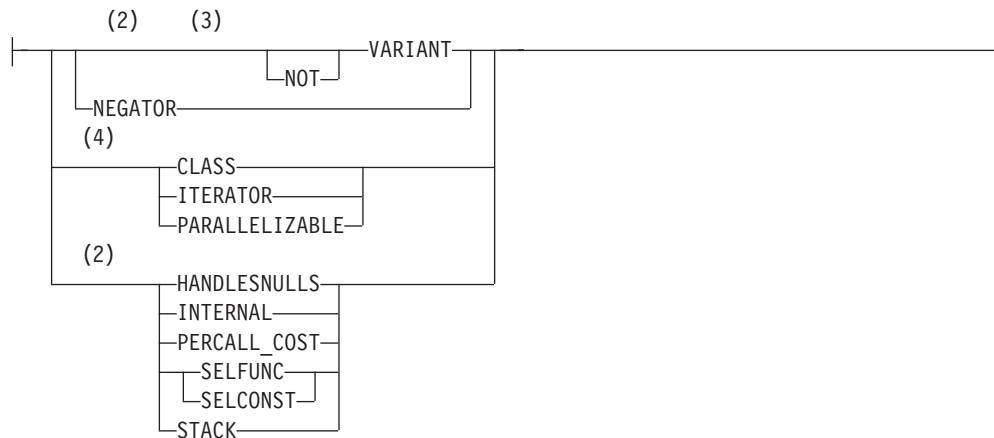 (2) (3)
VARIANT
NOT
NEGATOR
(4)
CLASS
ITERATOR
PARALLELIZABLE
(2)
HANDLESNULLS
INTERNAL
PERCALL_COST
SELFUNC
SELCONST
STACK